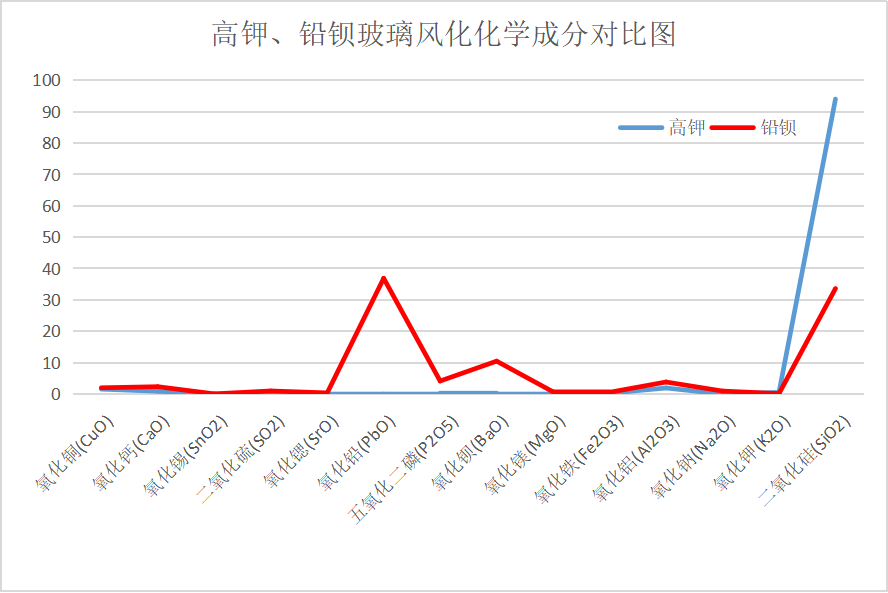 高钾、铅钡玻璃风化化学成分对比图
100
90
80
70
60
50
40
30
20
10
0
高钾
铅钡
氧化铜(CuO)
氧化钙(CaO)
氧化锡(SnO2)
二氧化硫(SO2)
氧化锶(SrO)
氧化铅(PbO)
五氧化二磷(P2O5)
氧化钡(BaO)
氧化镁(MgO)
氧化铁(Fe2O3)
氧化铝(Al2O3)
氧化钠(Na2O)
氧化钾(K2O)
二氧化硅(SiO2)